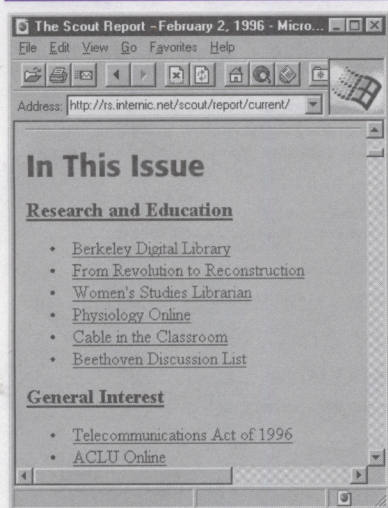 The Scout Report - February 2, 1996 - Micro...
File Edit View Go Favorites Help
Address: http://rs.internic.net/scout/report/current/
In This Issue
Research and Education
• Berkeley Digital Library
• From Revolution to Reconstruction
• Women's Studies Librarian
• Physiology Online
• Cable in the Classroom
• Beethoven Discussion List
General Interest
• Telecommunications Act of 1996
• ACLU Online